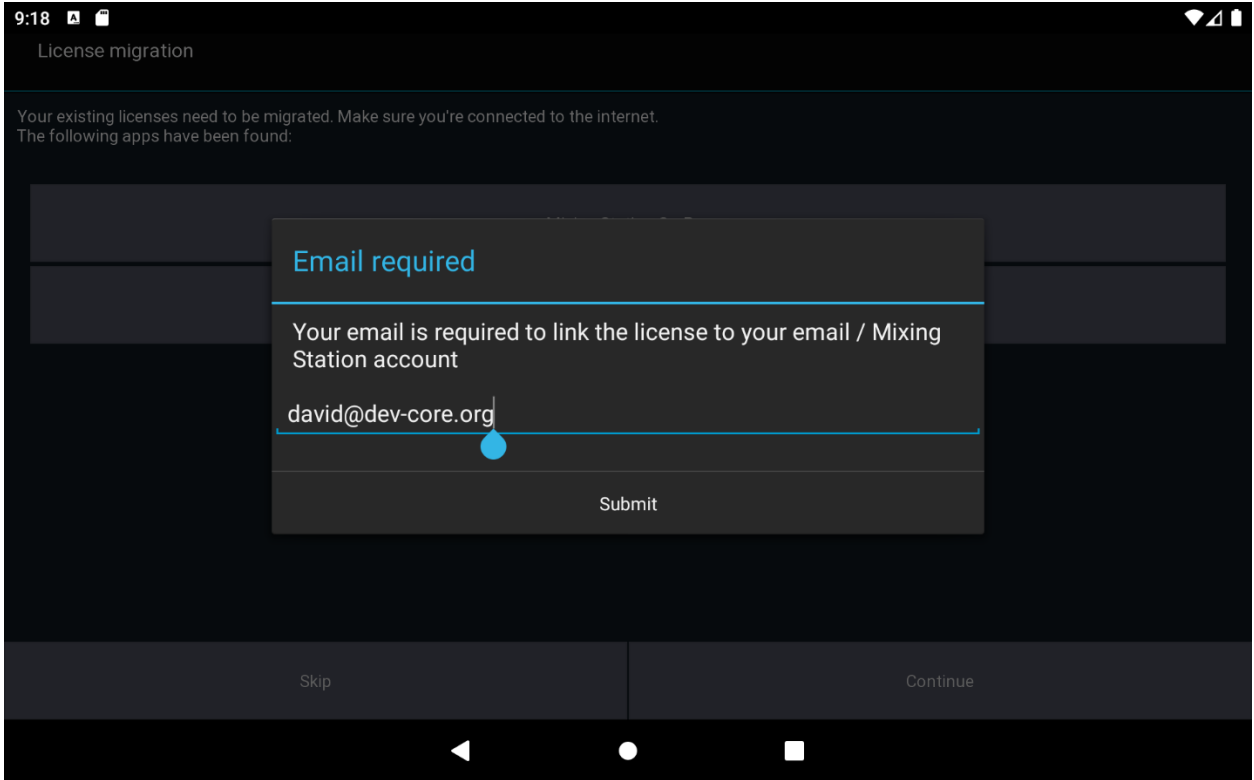 9:18
License migration
Your existing licenses need to be migrated. Make sure you're connected to the internet.
The following apps have been found:
Email required
Your email is required to link the license to your email / Mixing
Station account
david@dev-core.org
Submit
Skip
Continue